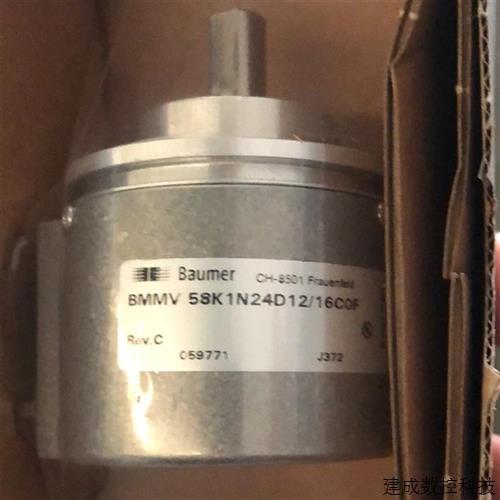 Baumer CH-8501 Frauenfeld
BMMV 58K1N24D12/16C0F
Rev.C
059771 J372
建成数控科技